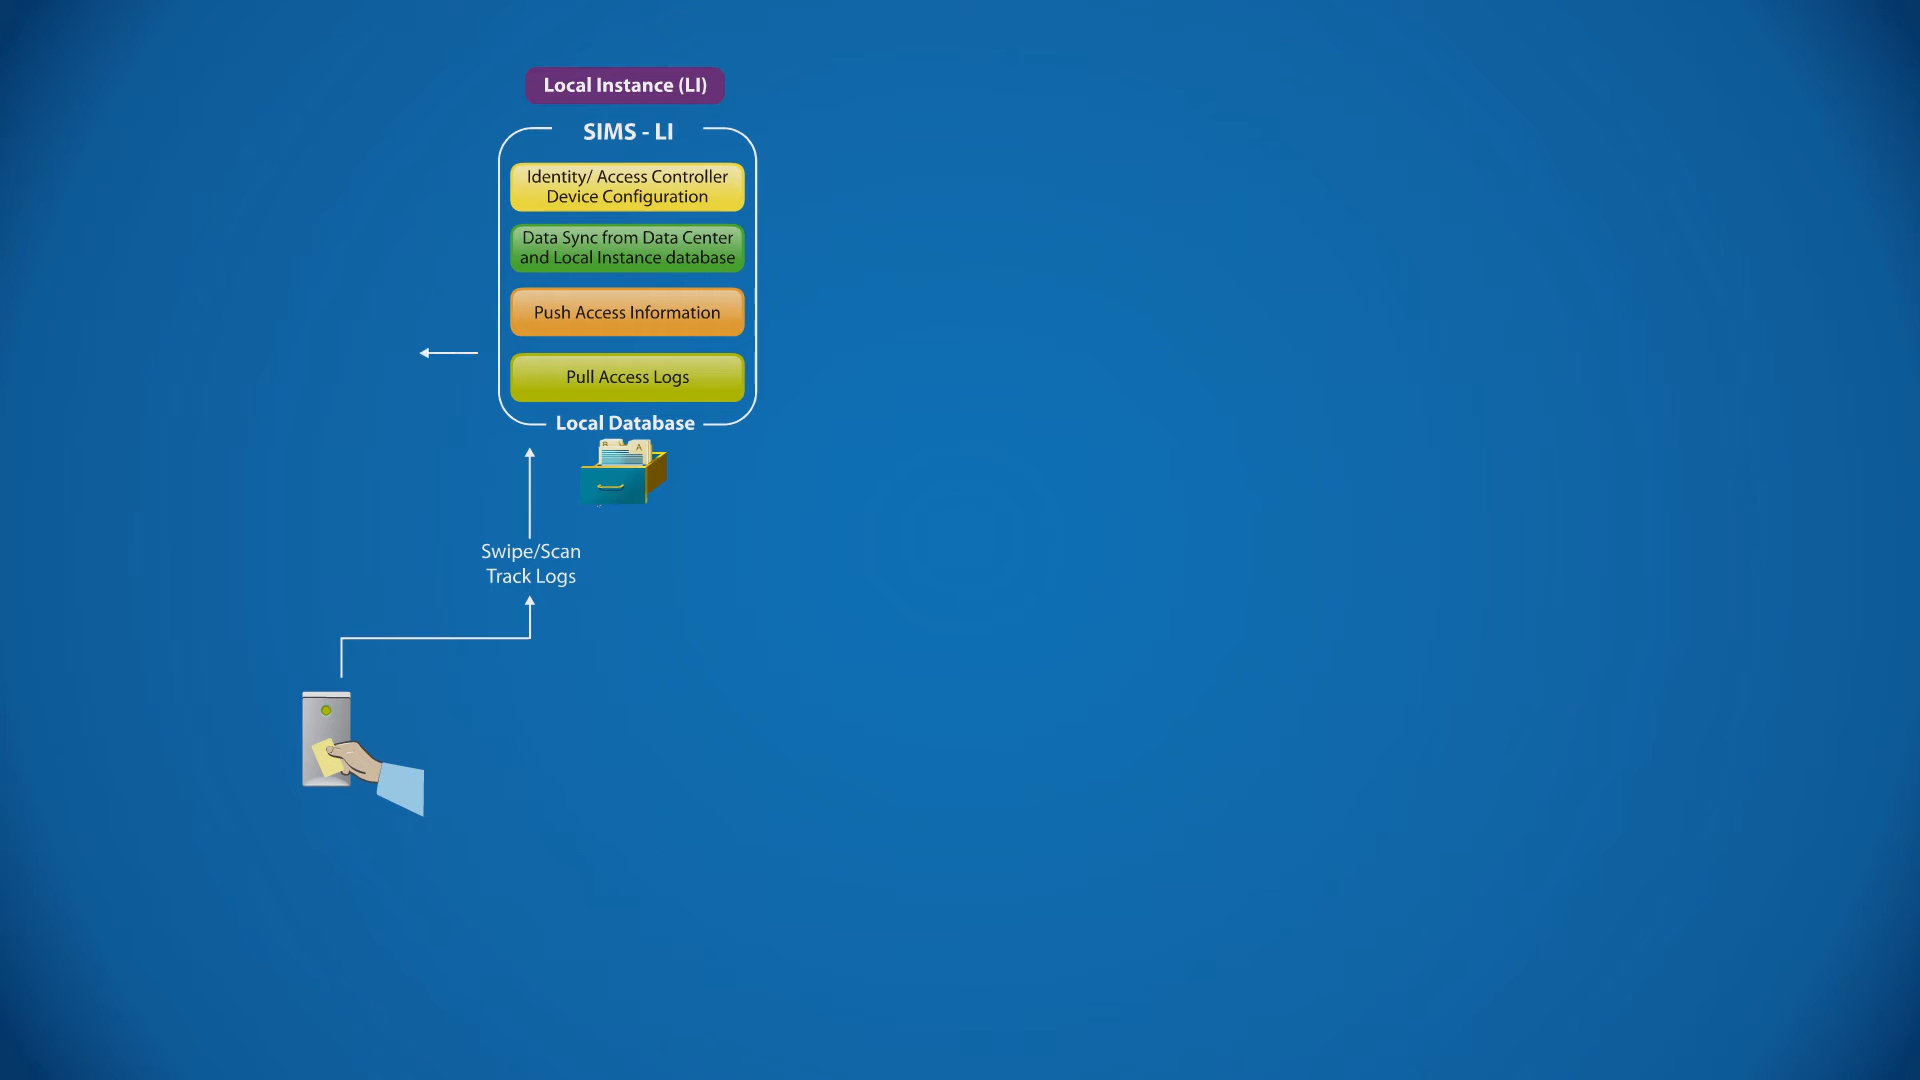 Local Instance (LI)
SIMS - LI
Identity/ Access Controller
Device Configuration
Data Sync from Data Center
and Local Instance database
Push Access Information
Pull Access Logs
Local Database
B
A
Swipe/Scan
Track Logs